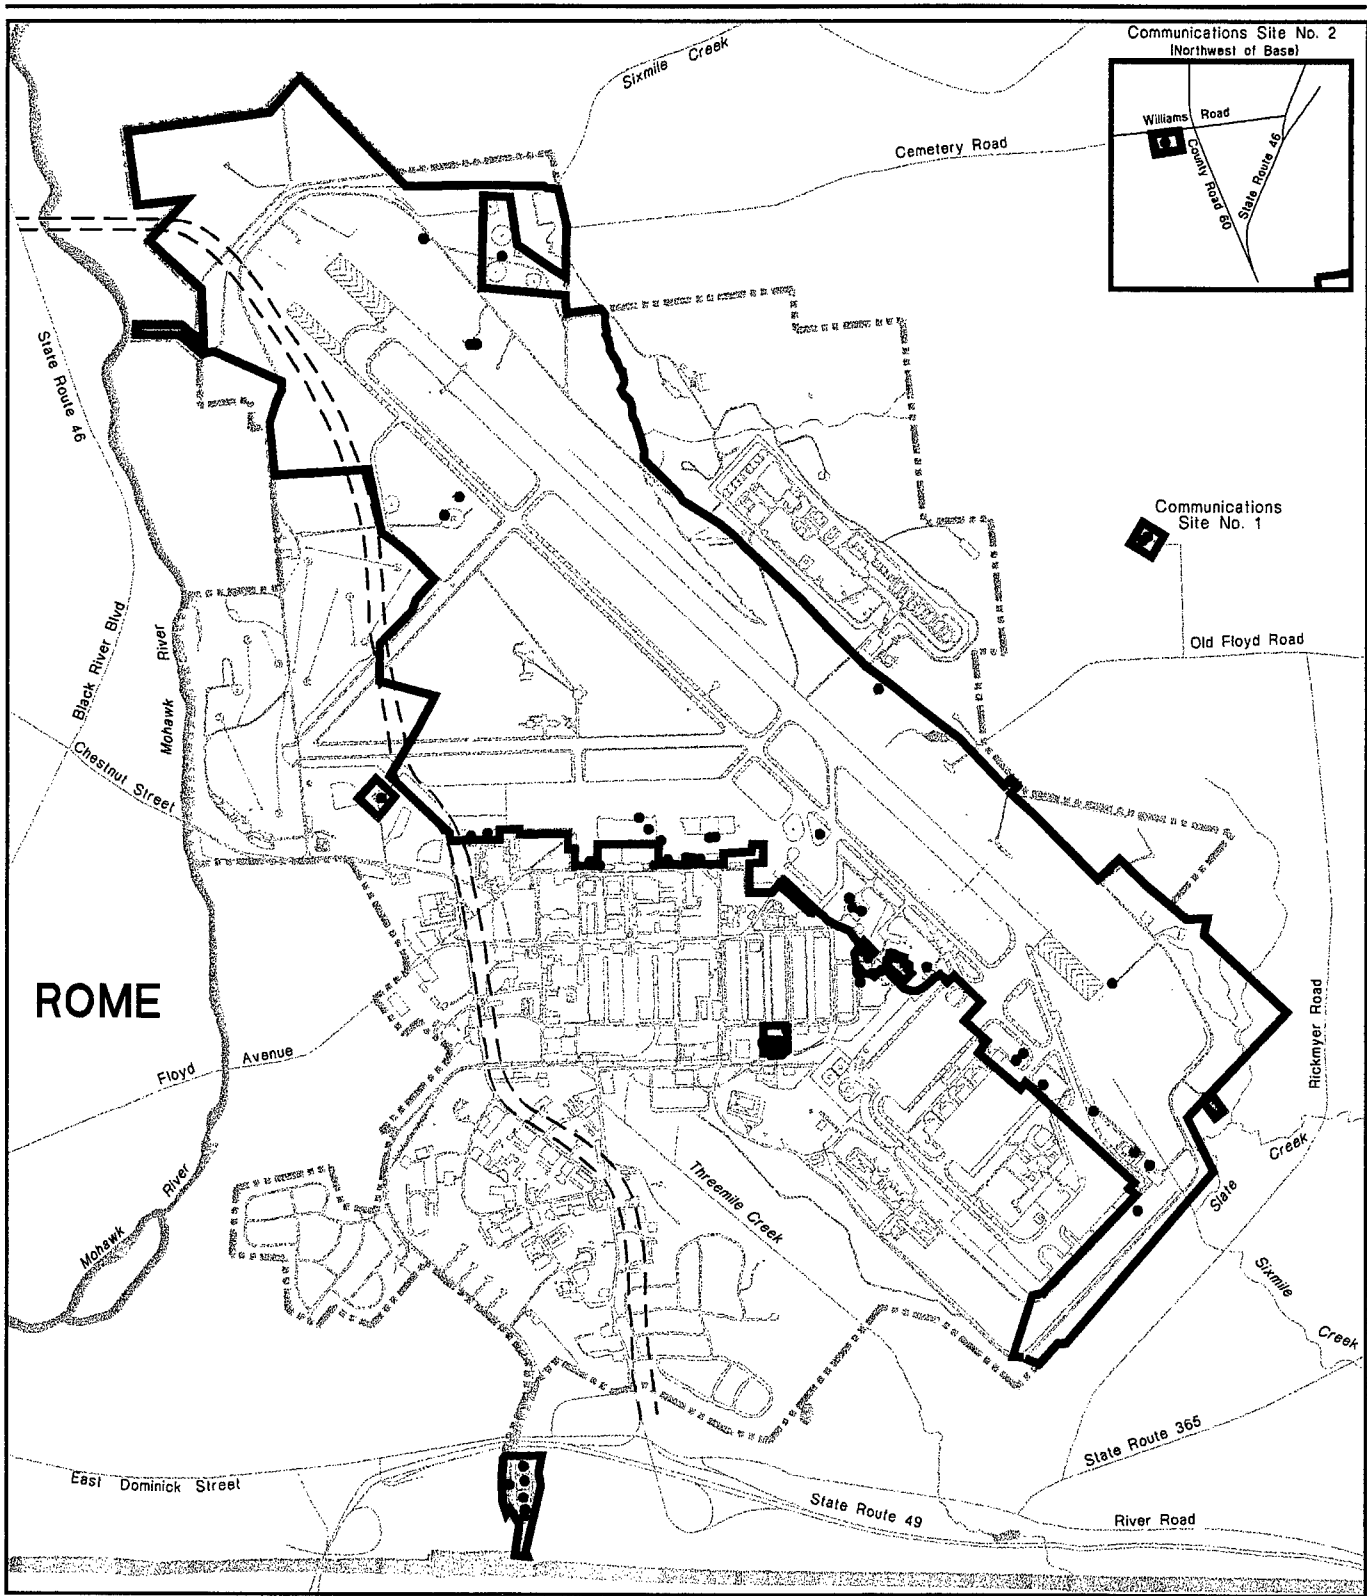 Communications Site No. 2
(Northwest of Base)
Williams Road
County Road 60
State Route 46
Sixmile Creek
Cemetery Road
State Route 46
Communications
Site No. 1
Old Floyd Road
Black River Blvd
Mohawk River
Chestnut Street
ROME
Floyd Avenue
Rickmyer Road
Mohawk River
Threemile Creek
Slate Creek
Sixmile Creek
State Route 365
East Dominick Street
State Route 49
River Road